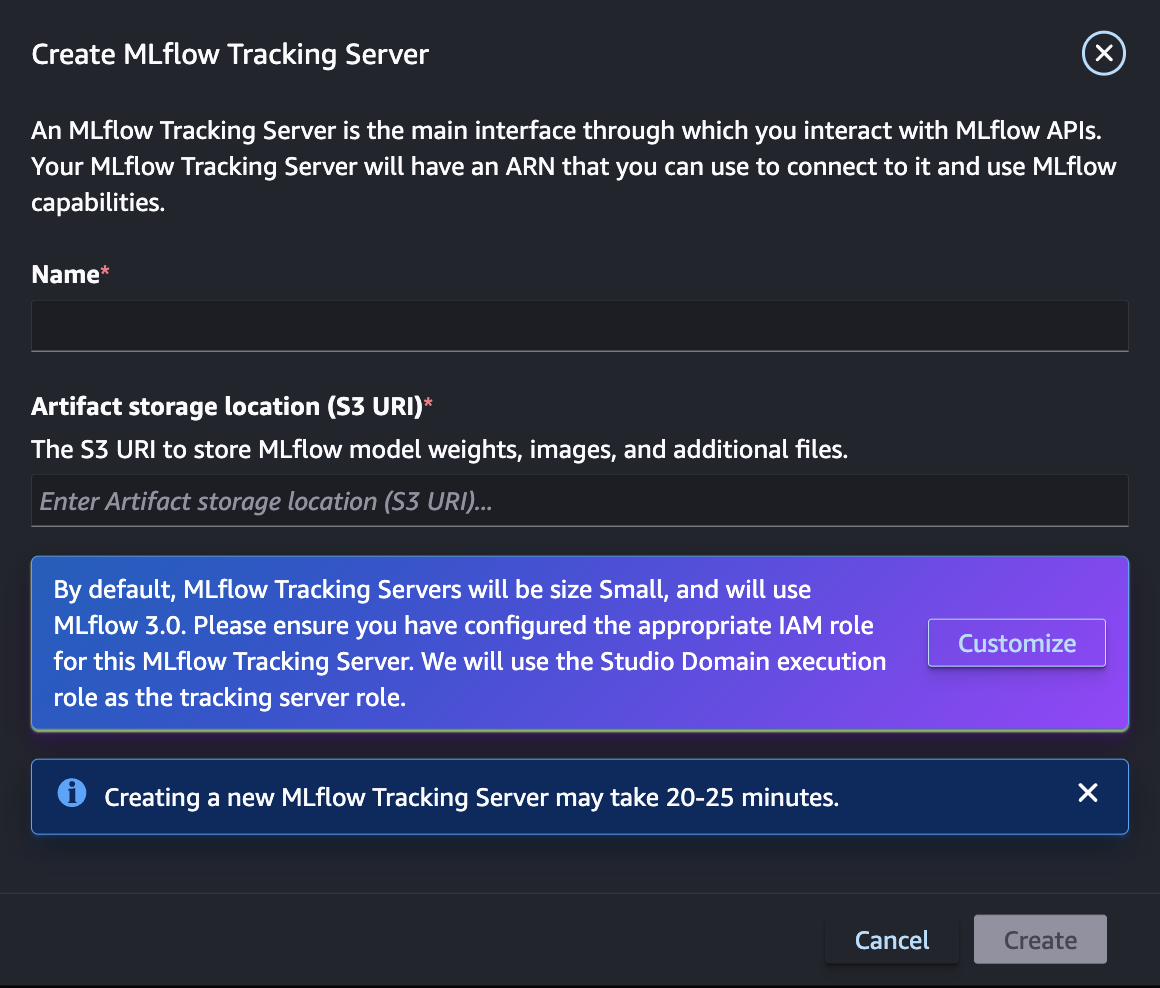 Create MLflow Tracking Server
An MLflow Tracking Server is the main interface through which you interact with MLflow APIs.
Your MLflow Tracking Server will have an ARN that you can use to connect to it and use MLflow
capabilities.
Name*
Artifact storage location (S3 URI)*
The S3 URI to store MLflow model weights, images, and additional files.
Enter Artifact storage location (S3 URI)...
By default, MLflow Tracking Servers will be size Small, and will use
MLflow 3.0. Please ensure you have configured the appropriate IAM role
for this MLflow Tracking Server. We will use the Studio Domain execution
role as the tracking server role.
Customize
Creating a new MLflow Tracking Server may take 20-25 minutes.
Cancel
Create